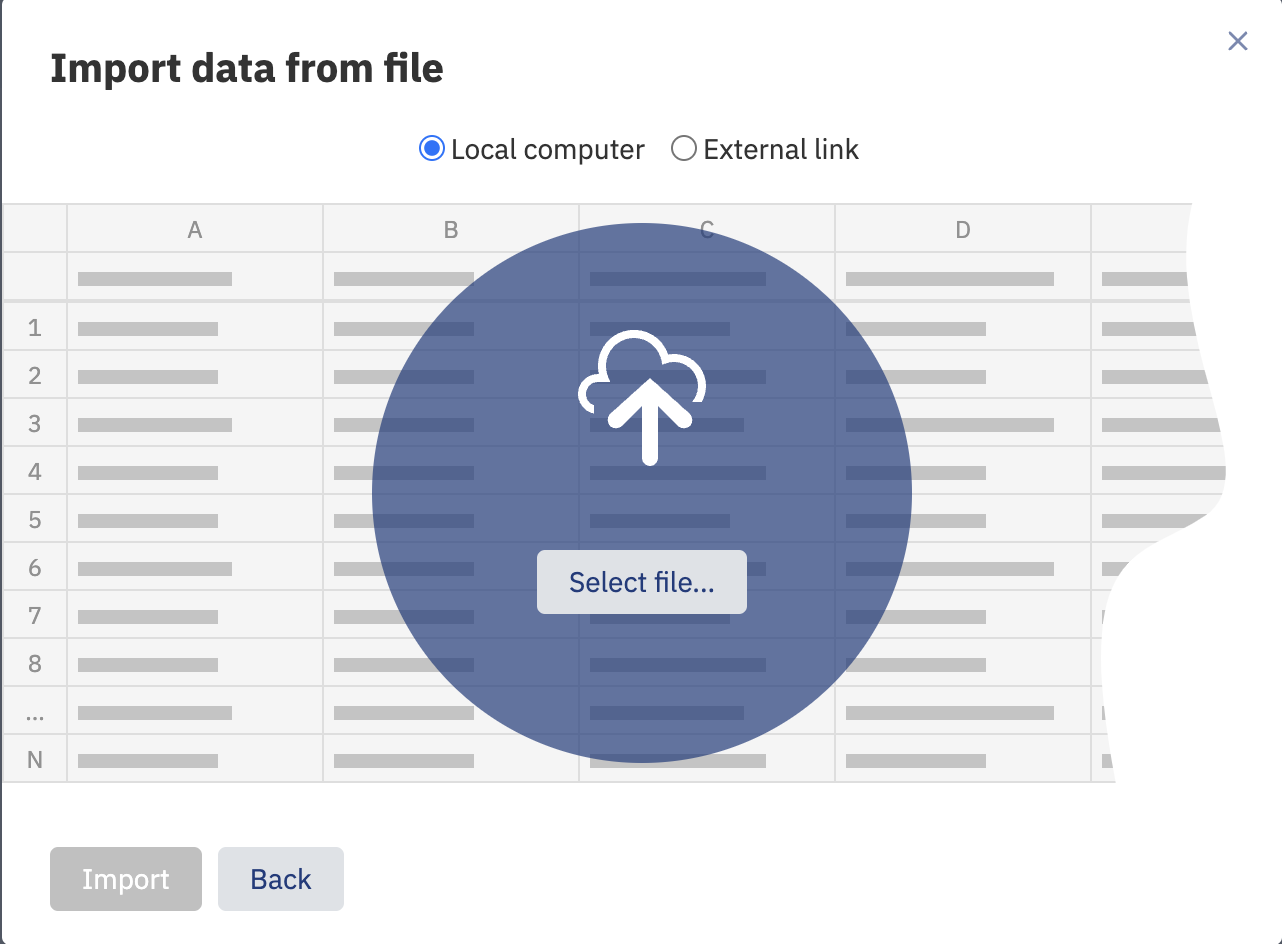 Import data from file
Local computer External link
A B C D
1
2
3
4
5
6
Select file...
7
8
...
N
Import Back